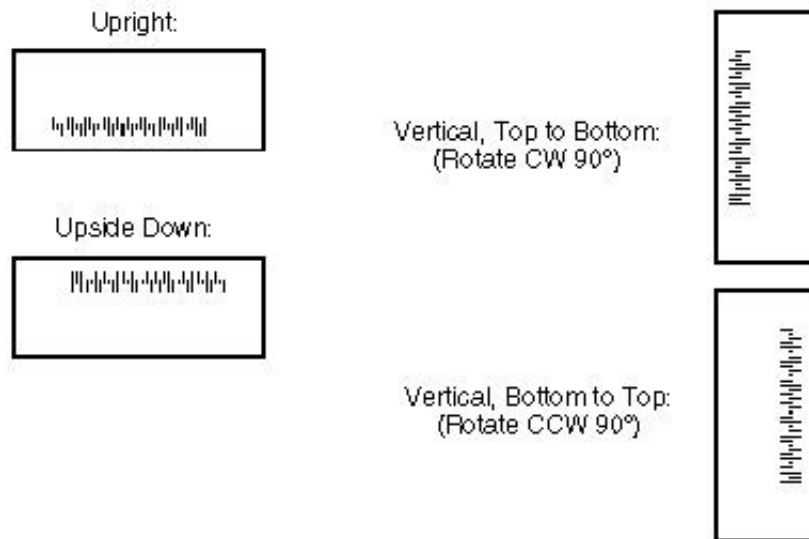 Upright:
Vertical, Top to Bottom:
(Rotate CW 90°)
Upside Down:
Vertical, Bottom to Top:
(Rotate CCW 90°)